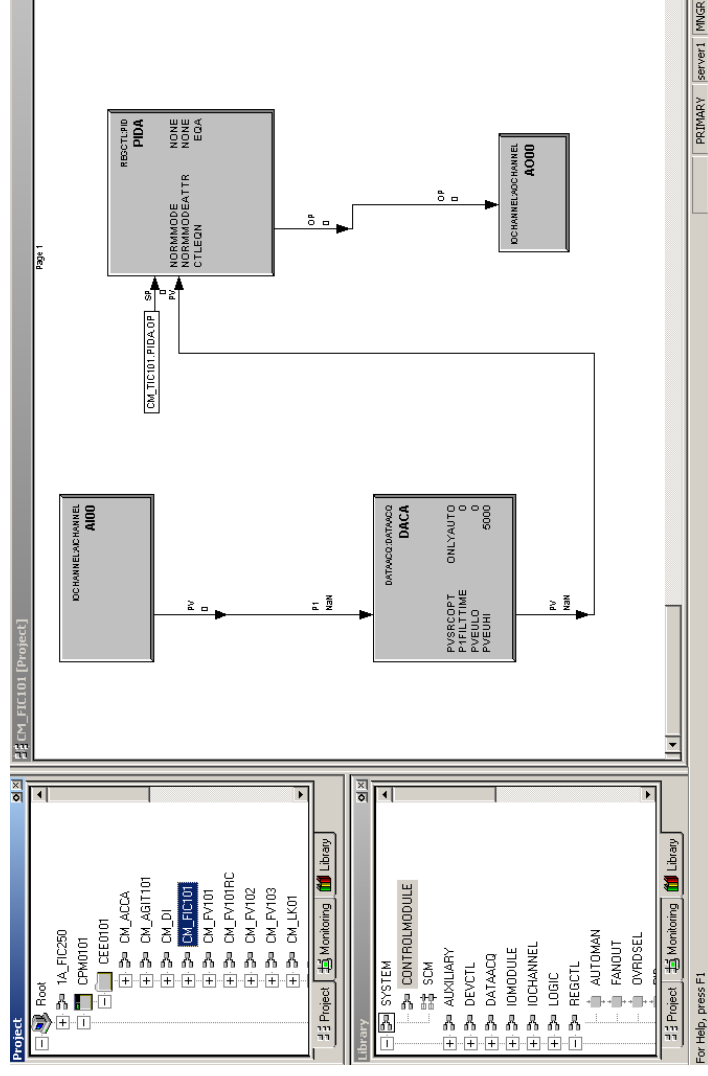 Project
Root
1A_FIC250
CPM0101
CEE0101
CM_ACCA
CM_AGIT101
CM_DI
CM_FIC101
CM_FV101
CM_FV101RC
CM_FV102
CM_FV103
CM_LK01
Project Monitoring Library
Library
SYSTEM
CONTROLMODULE
SCM
AUXILIARY
DEVCTL
DATAACQ
IOMODULE
IOCHANNEL
LOGIC
REGCTL
AUTOMAN
FANOUT
OVRDSEL
Project Monitoring Library
CM_FIC101 [Project]
Page 1
IOCHANNEL:AICHANNEL
AI00
PV
[]
P1
NaN
DATAACQ:DATAACQ
DACA
PVSRCOPT ONLYAUTO
P1FILTTIME 0
PVEULO 0
PVEUHI 5000
PV
NaN
CM_TIC101.PIDA.OP
SP
[]
PV
REGCTL:PID
PIDA
NORMMODE NONE
NORMMODEATTR NONE
CTLEQN EQA
OP
[]
OP
[]
IOCHANNEL:AOCHANNEL
AO00
For Help, press F1
PRIMARY server1 MNGR